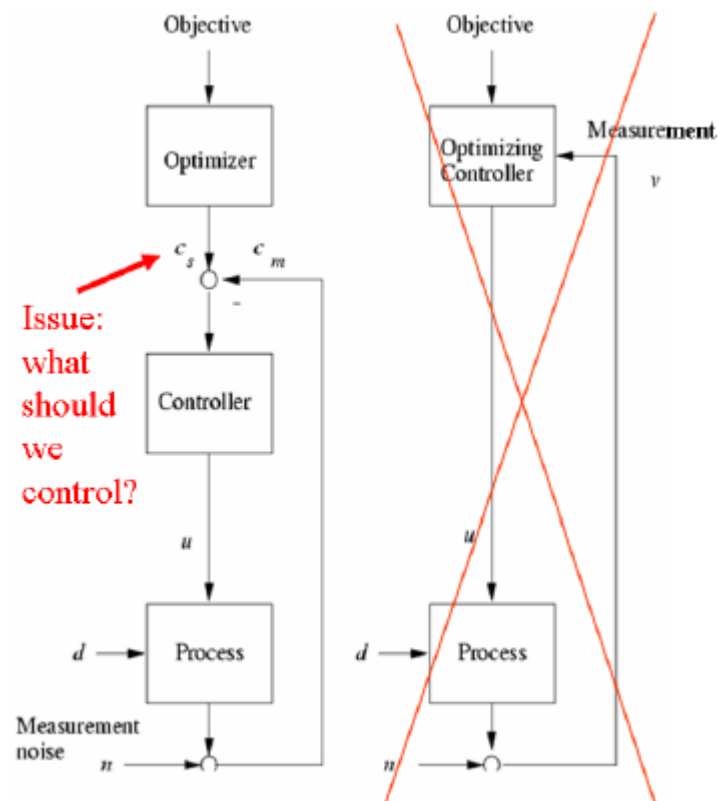 Objective
Optimizer
c s
c m
-
Issue:
what
should
we
control?
Controller
u
d
Process
Measurement
noise
n
Objective
Optimizing
Controller
Measurement
v
u
d
Process
n